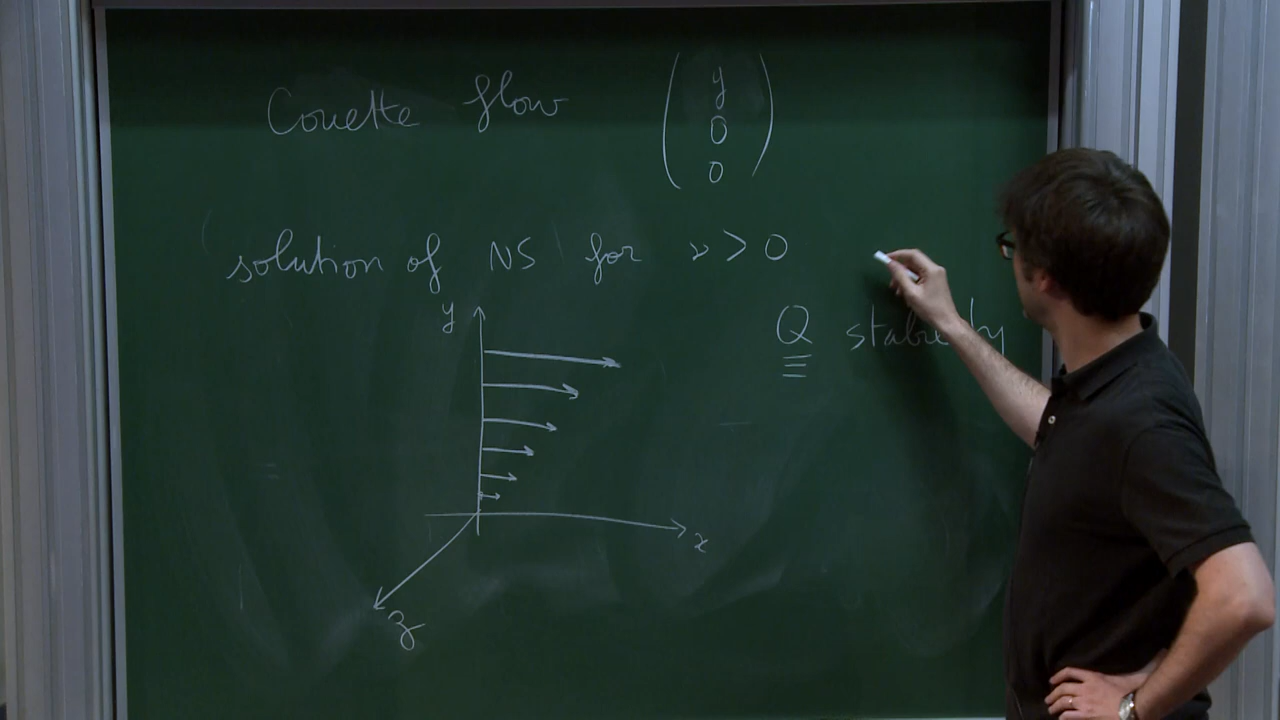 Couette flow ( y 0 0 )
solution of NS for ν > 0
y
Q stability
x
z